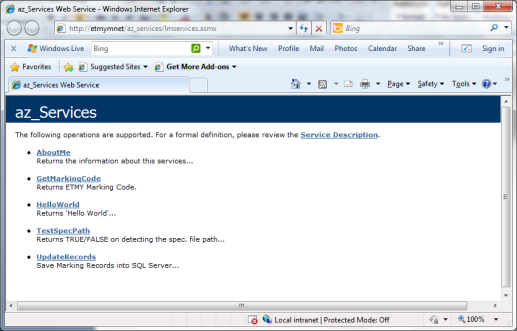 az_Services Web Service - Windows Internet Explorer
http://etmymnet/az_services/lmservices.asmx
Bing
Windows Live Bing What's New Profile Mail Photos Calendar Share » Sign in
Favorites Suggested Sites Get More Add-ons
az_Services Web Service Page Safety Tools »
az_Services
The following operations are supported. For a formal definition, please review the Service Description.
• AboutMe
Returns the information about this services...
• GetMarkingCode
Returns ETMY Marking Code.
• HelloWorld
Returns 'Hello World'...
• TestSpecPath
Returns TRUE/FALSE on detecting the spec. file path...
• UpdateRecords
Save Marking Records into SQL Server...
Local intranet | Protected Mode: Off 100%